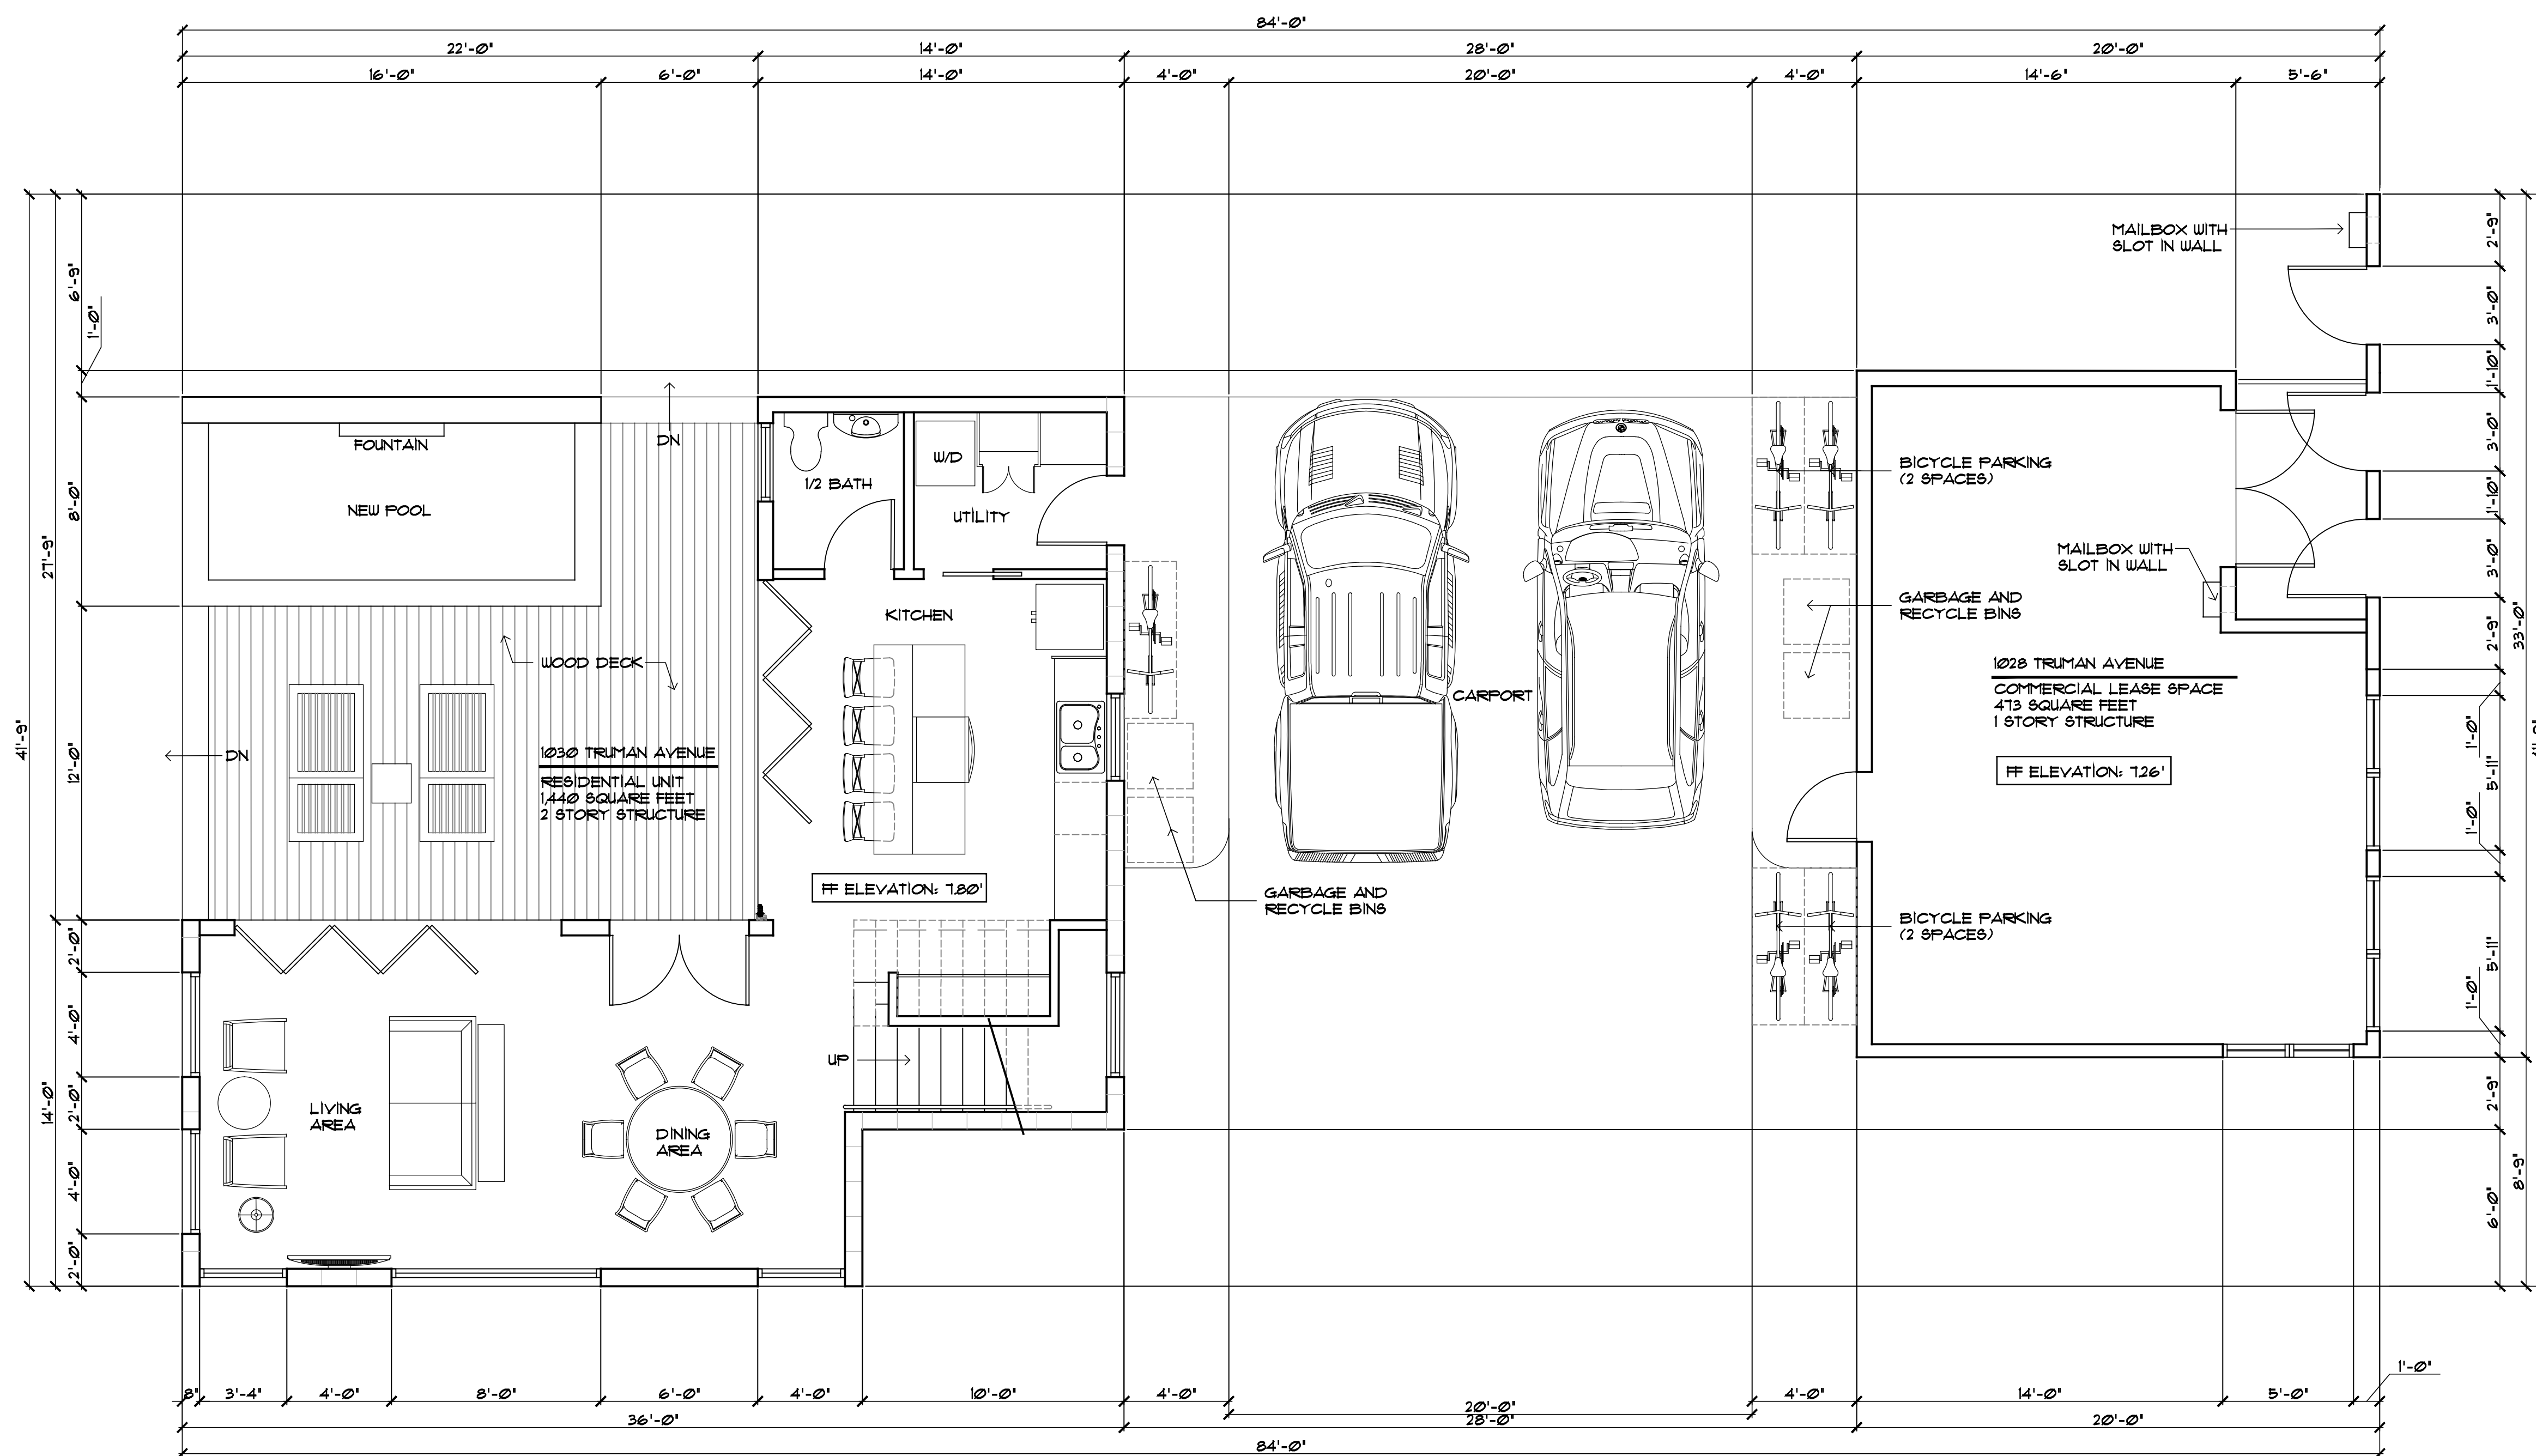 84'-0"
22'-0"
14'-0"
28'-0"
20'-0"
16'-0"
6'-0"
14'-0"
4'-0"
20'-0"
4'-0"
14'-6"
5'-6"
41'-9"
27'-9"
14'-0"
6'-9"
1'-0"
8'-0"
12'-0"
2'-0"
4'-0"
2'-0"
4'-0"
2'-0"
FOUNTAIN
NEW POOL
DN
1/2 BATH
W/D
UTILITY
KITCHEN
WOOD DECK
DN
1030 TRUMAN AVENUE
RESIDENTIAL UNIT
1,440 SQUARE FEET
2 STORY STRUCTURE
FF ELEVATION: 7.80'
UP
LIVING
AREA
DINING
AREA
CARPORT
GARBAGE AND
RECYCLE BINS
MAILBOX WITH
SLOT IN WALL
BICYCLE PARKING
(2 SPACES)
MAILBOX WITH
SLOT IN WALL
GARBAGE AND
RECYCLE BINS
1028 TRUMAN AVENUE
COMMERCIAL LEASE SPACE
473 SQUARE FEET
1 STORY STRUCTURE
FF ELEVATION: 7.26'
BICYCLE PARKING
(2 SPACES)
2'-9"
3'-0"
1'-10"
3'-0"
1'-10"
3'-0"
2'-9"
33'-0"
1'-0"
5'-11"
1'-0"
5'-11"
1'-0"
2'-9"
6'-0"
8'-9"
1'-0"
8"
3'-4"
4'-0"
8'-0"
6'-0"
4'-0"
10'-0"
4'-0"
20'-0"
4'-0"
14'-0"
5'-0"
36'-0"
28'-0"
20'-0"
84'-0"